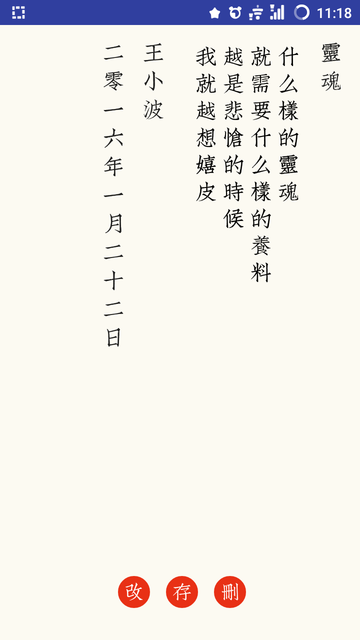 11:18
靈魂
什么樣的靈魂
就需要什么樣的養料
越是悲愴的時候
我就越想嬉皮
王小波
二零一六年一月二十二日
改
存
刪